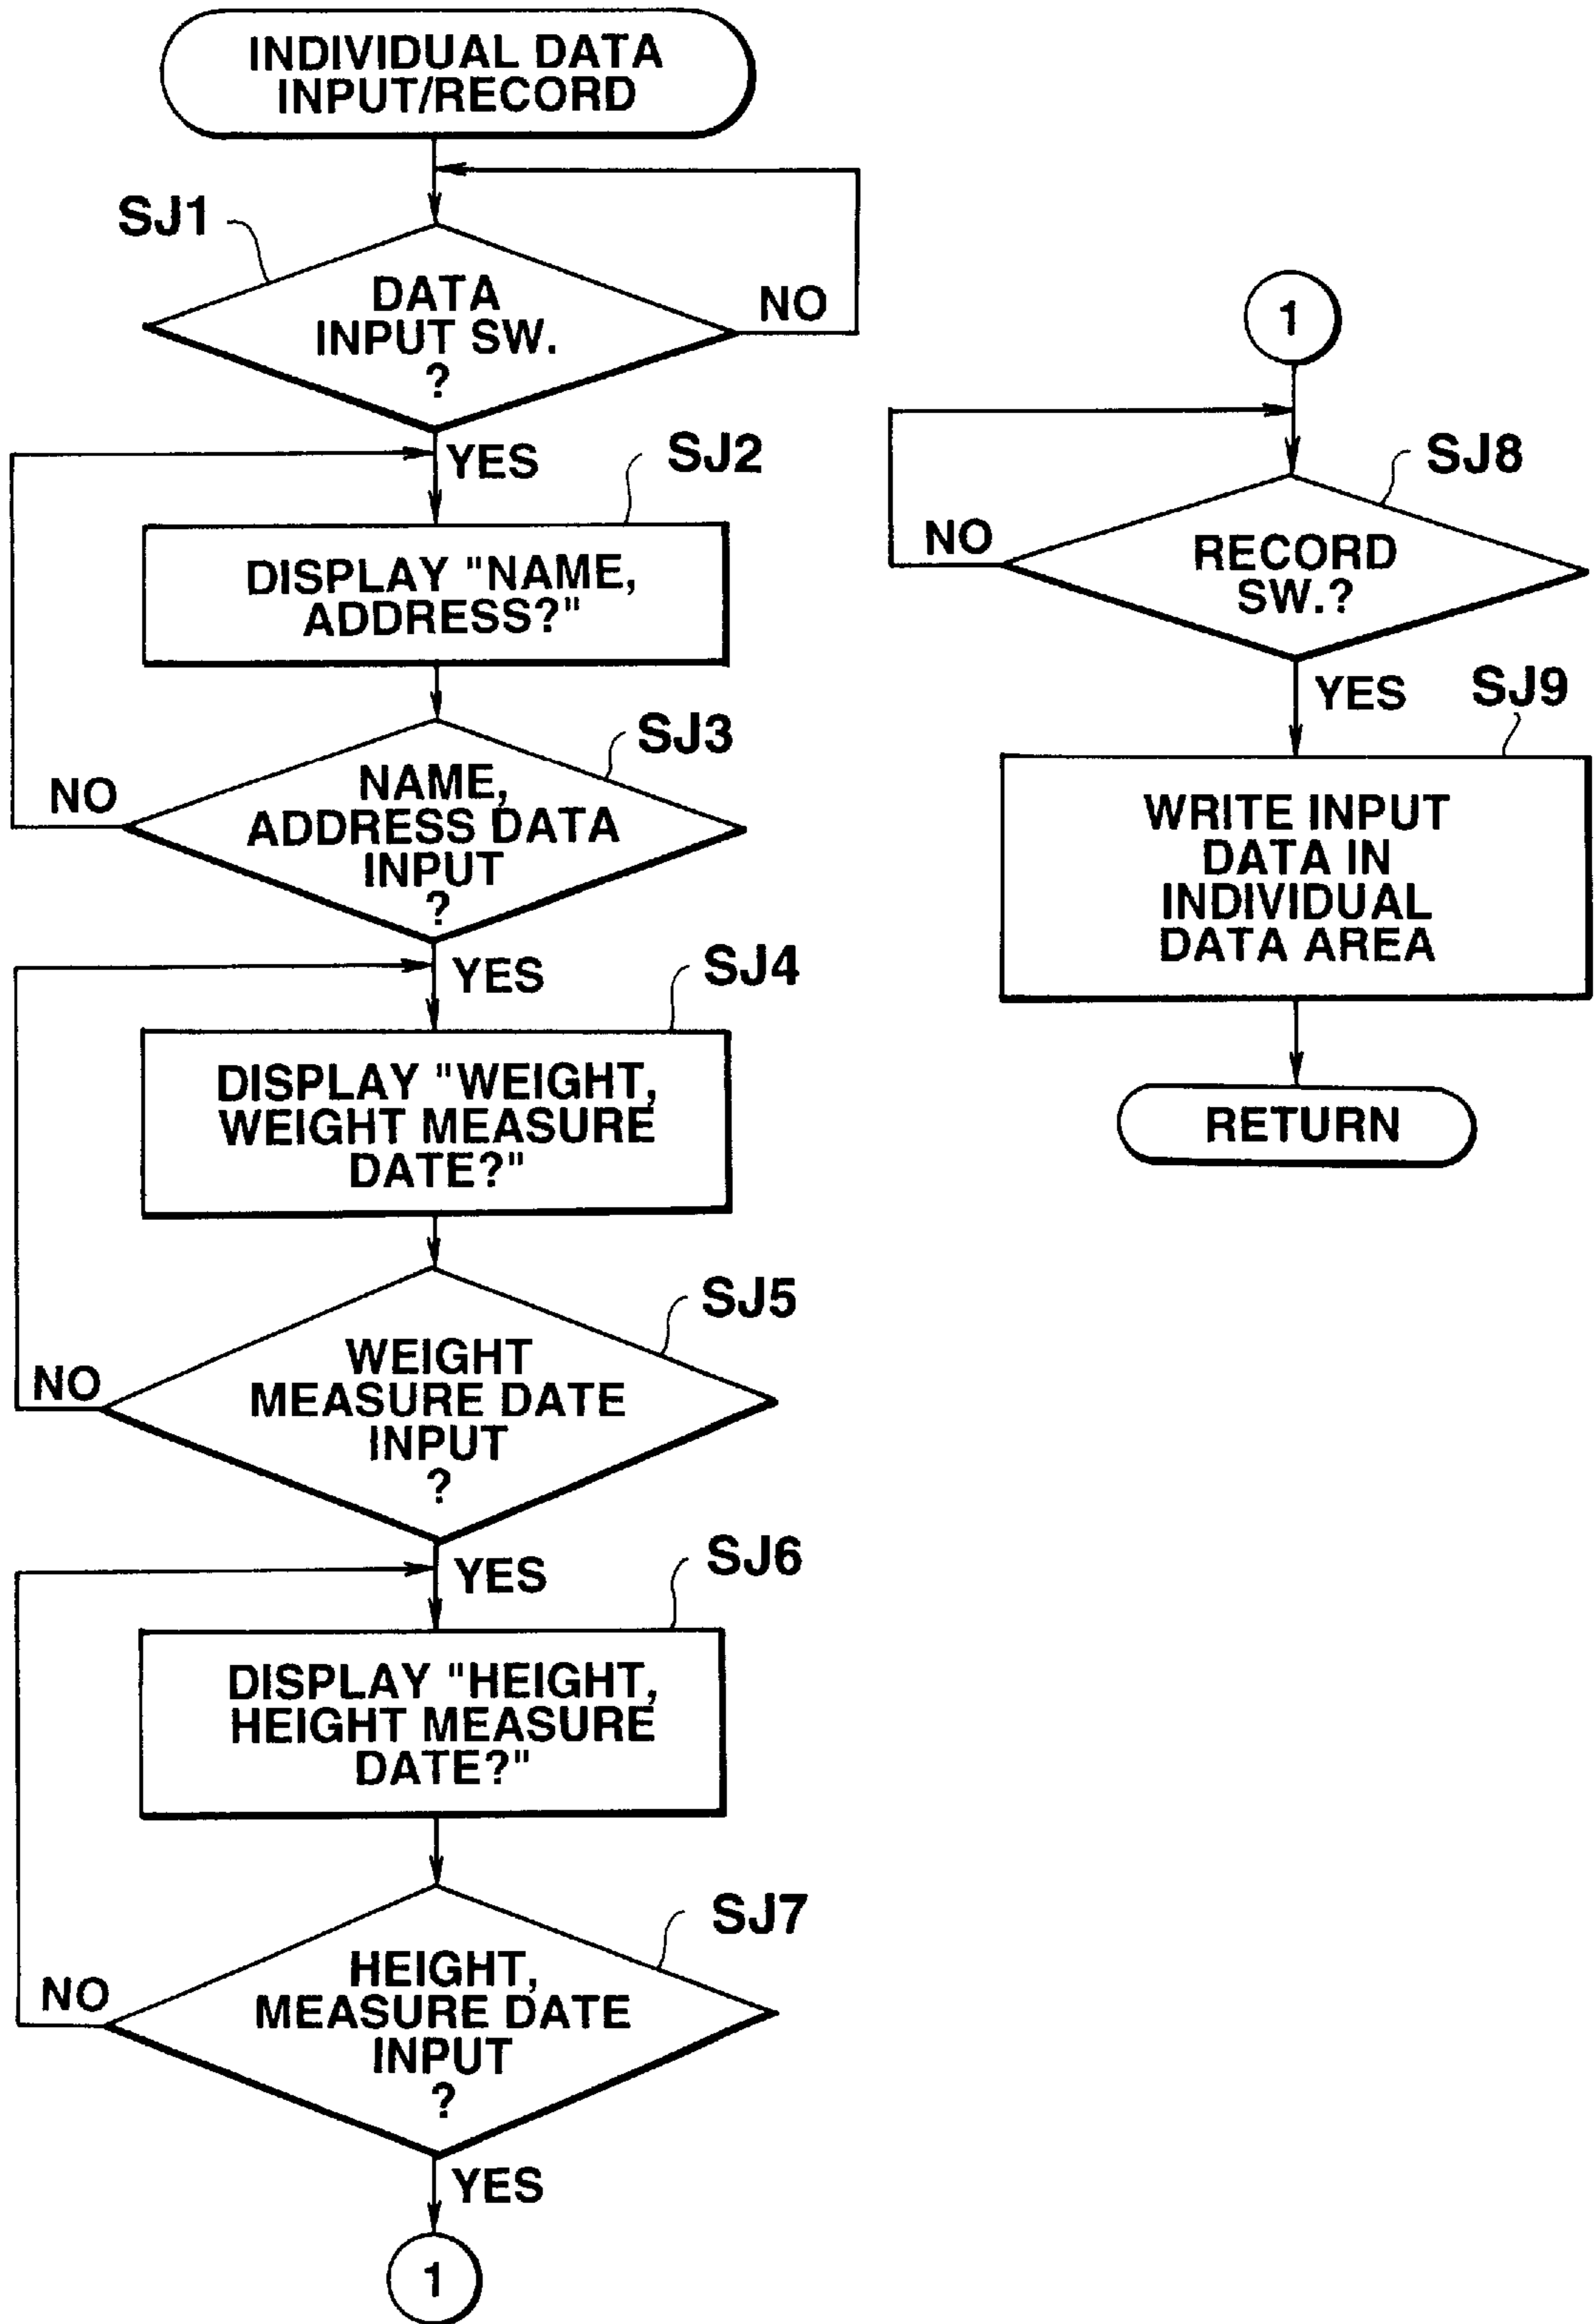 INDIVIDUAL DATA
INPUT/RECORD
SJ1
DATA
INPUT SW.
?
NO
YES
SJ2
DISPLAY "NAME,
ADDRESS?"
SJ3
NAME,
ADDRESS DATA
INPUT
?
NO
YES
SJ4
DISPLAY "WEIGHT,
WEIGHT MEASURE
DATE?"
SJ5
WEIGHT
MEASURE DATE
INPUT
?
NO
YES
SJ6
DISPLAY "HEIGHT,
HEIGHT MEASURE
DATE?"
SJ7
HEIGHT,
MEASURE DATE
INPUT
?
NO
YES
1
1
SJ8
RECORD
SW.?
NO
YES
SJ9
WRITE INPUT
DATA IN
INDIVIDUAL
DATA AREA
RETURN